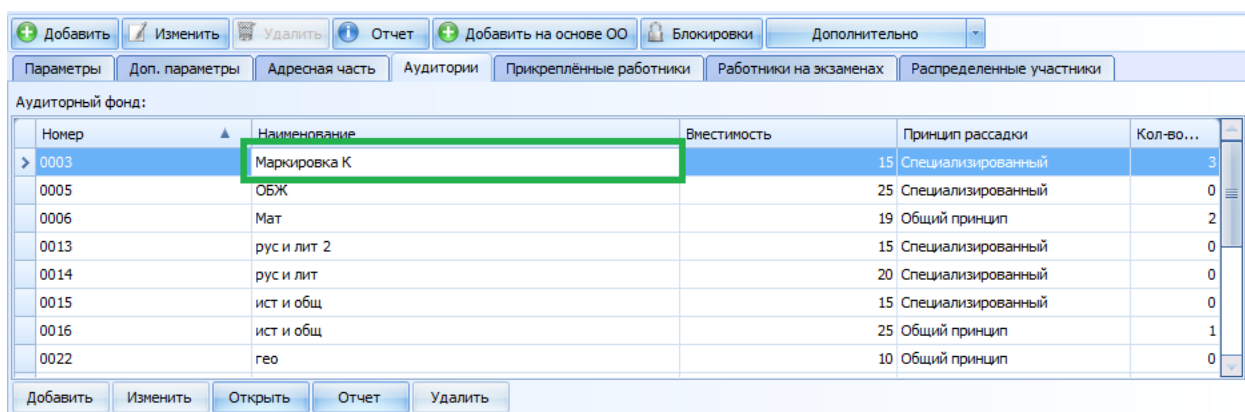 Добавить Изменить Удалить Отчет Добавить на основе ОО Блокировки Дополнительно
Параметры Доп. параметры Адресная часть Аудитории Прикреплённые работники Работники на экзаменах Распределенные участники
Аудиторный фонд:
Номер Наименование Вместимость Принцип рассадки Кол-во...
0003 Маркировка К 15 Специализированный 3
0005 ОБЖ 25 Специализированный 0
0006 Мат 19 Общий принцип 2
0013 рус и лит 2 15 Специализированный 0
0014 рус и лит 20 Специализированный 0
0015 ист и общ 15 Специализированный 0
0016 ист и общ 25 Общий принцип 1
0022 гео 10 Общий принцип 0
Добавить Изменить Открыть Отчет Удалить